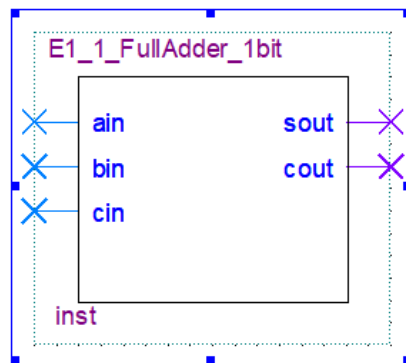 E1_1_FullAdder_1bit
ain sout
bin cout
cin
inst